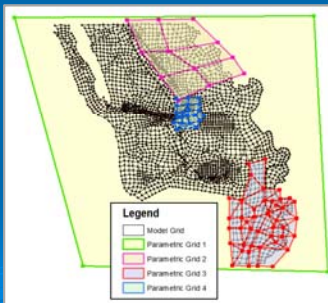 Legend
Model Grid
Parametric Grid 1
Parametric Grid 2
Parametric Grid 3
Parametric Grid 4